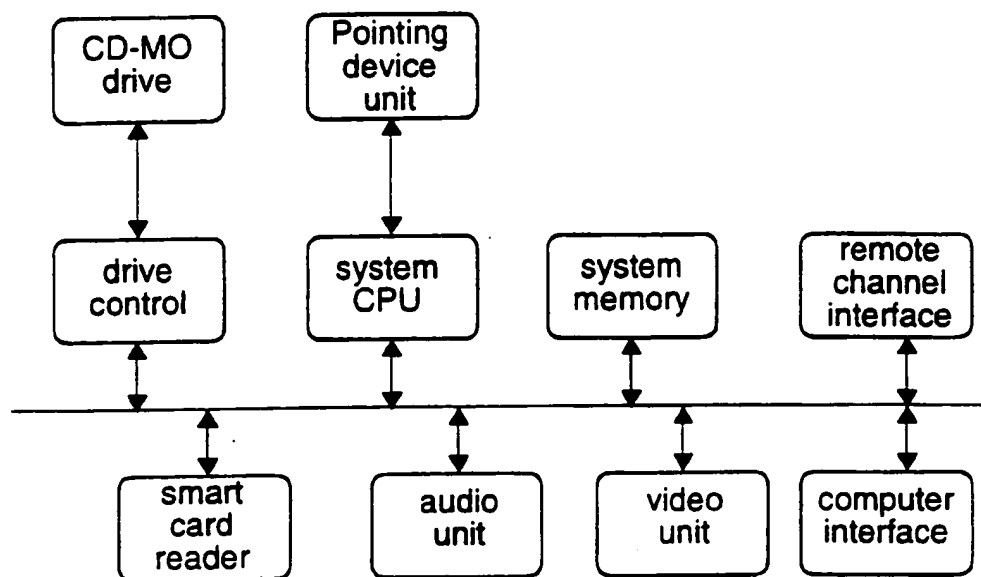 CD-MO
drive
Pointing
device
unit
drive
control
system
CPU
system
memory
remote
channel
interface
smart
card
reader
audio
unit
video
unit
computer
interface